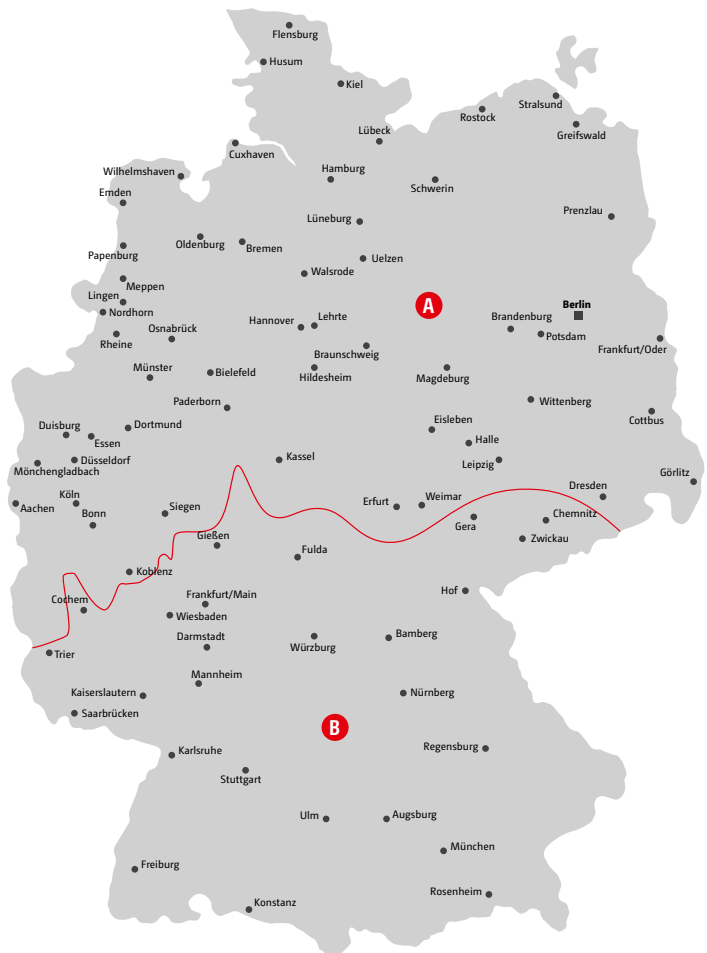 Flensburg
Husum
Kiel
Stralsund
Rostock
Greifswald
Lübeck
Cuxhaven
Hamburg
Wilhelmshaven
Schwerin
Emden
Prenzlau
Lüneburg
Oldenburg
Bremen
Papenburg
Uelzen
Walsrode
Meppen
Lingen
A
Berlin
Nordhorn
Lehrte
Hannover
Brandenburg
Osnabrück
Potsdam
Rheine
Frankfurt/Oder
Braunschweig
Münster
Bielefeld
Hildesheim
Magdeburg
Paderborn
Wittenberg
Cottbus
Eisleben
Duisburg
Dortmund
Essen
Halle
Kassel
Düsseldorf
Leipzig
Mönchengladbach
Görlitz
Dresden
Köln
Weimar
Erfurt
Aachen
Siegen
Bonn
Chemnitz
Gera
Gießen
Zwickau
Fulda
Koblenz
Hof
Frankfurt/Main
Cochem
Wiesbaden
Darmstadt
Bamberg
Würzburg
Trier
Mannheim
Kaiserslautern
Nürnberg
Saarbrücken
B
Regensburg
Karlsruhe
Stuttgart
Ulm
Augsburg
München
Freiburg
Rosenheim
Konstanz